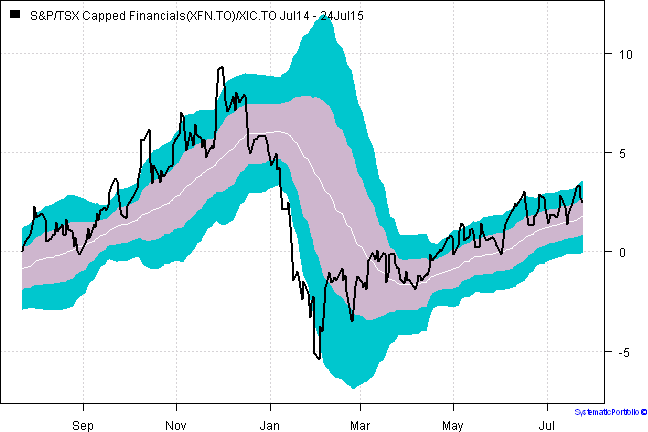 S&P/TSX Capped Financials(XFN.TO)/XIC.TO Jul14 - 24Jul15
10
5
0
-5
Sep Nov Jan Mar May Jul
SystematicPortfolio ©